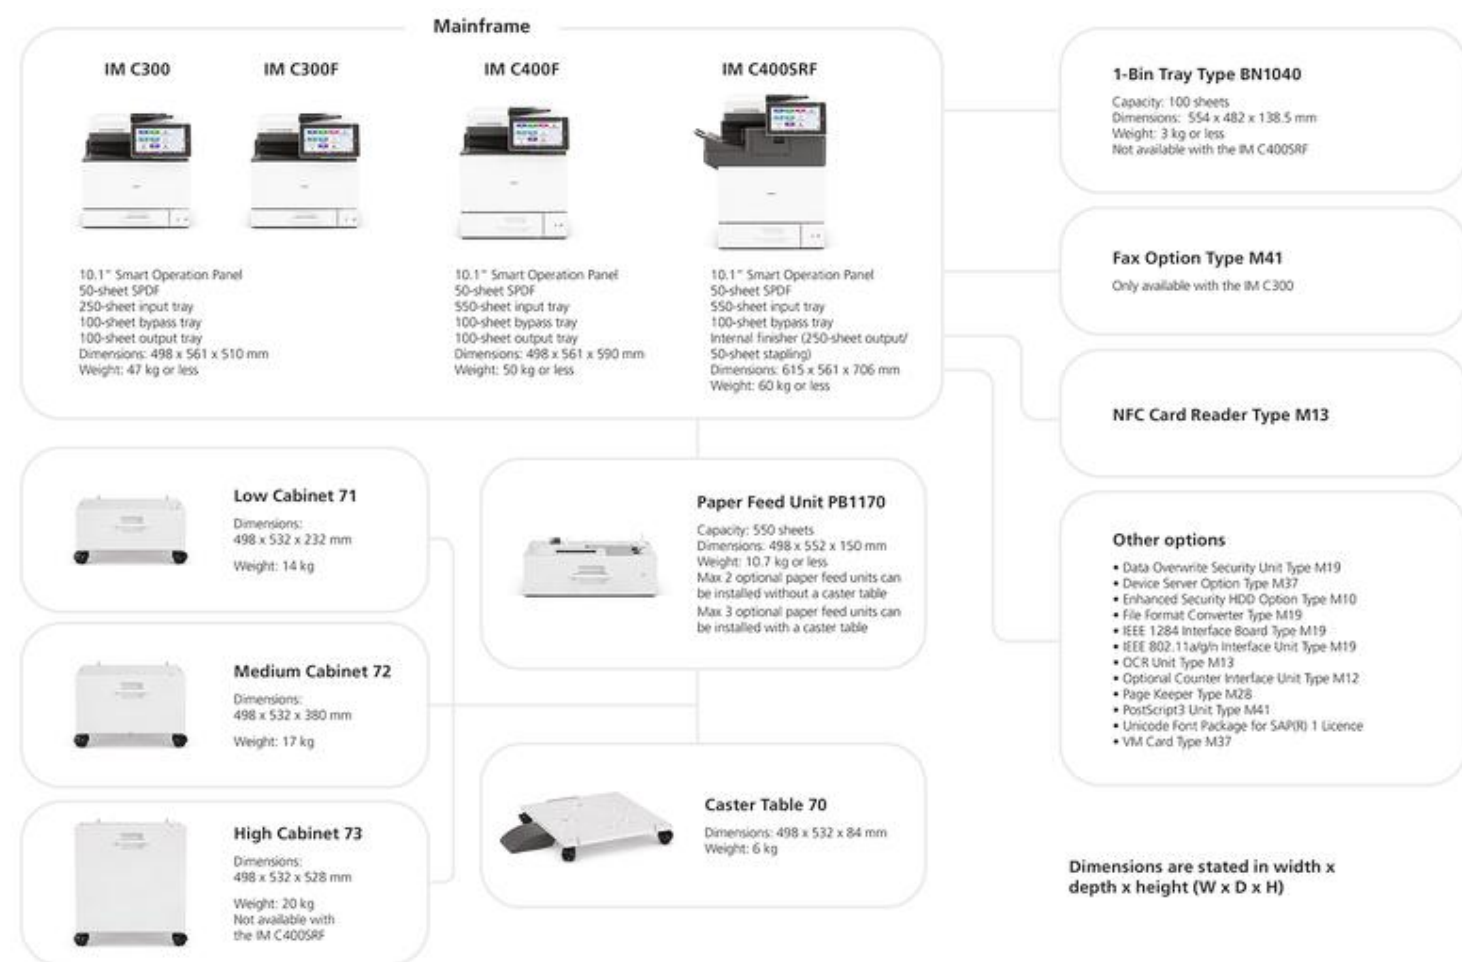 Mainframe
IM C300
IM C300F
IM C400F
IM C400SRF
10.1" Smart Operation Panel
50-sheet SPDF
250-sheet input tray
100-sheet bypass tray
100-sheet output tray
Dimensions: 498 x 561 x 510 mm
Weight: 47 kg or less
10.1" Smart Operation Panel
50-sheet SPDF
550-sheet input tray
100-sheet bypass tray
100-sheet output tray
Dimensions: 498 x 561 x 590 mm
Weight: 50 kg or less
10.1" Smart Operation Panel
50-sheet SPDF
550-sheet input tray
100-sheet bypass tray
Internal finisher (250-sheet output/
50-sheet stapling)
Dimensions: 615 x 561 x 706 mm
Weight: 60 kg or less
1-Bin Tray Type BN1040
Capacity: 100 sheets
Dimensions: 554 x 482 x 138.5 mm
Weight: 3 kg or less
Not available with the IM C400SRF
Fax Option Type M41
Only available with the IM C300
NFC Card Reader Type M13
Low Cabinet 71
Dimensions:
498 x 532 x 232 mm
Weight: 14 kg
Medium Cabinet 72
Dimensions:
498 x 532 x 380 mm
Weight: 17 kg
High Cabinet 73
Dimensions:
498 x 532 x 528 mm
Weight: 20 kg
Not available with
the IM C400SRF
Paper Feed Unit PB1170
Capacity: 550 sheets
Dimensions: 498 x 552 x 150 mm
Weight: 10.7 kg or less
Max 2 optional paper feed units can
be installed without a caster table
Max 3 optional paper feed units can
be installed with a caster table
Caster Table 70
Dimensions: 498 x 532 x 84 mm
Weight: 6 kg
Other options
• Data Overwrite Security Unit Type M19
• Device Server Option Type M37
• Enhanced Security HDD Option Type M10
• File Format Converter Type M19
• IEEE 1284 Interface Board Type M19
• IEEE 802.11a/g/n Interface Unit Type M19
• OCR Unit Type M13
• Optional Counter Interface Unit Type M12
• Page Keeper Type M28
• PostScript3 Unit Type M41
• Unicode Font Package for SAP(R) 1 Licence
• VM Card Type M37
Dimensions are stated in width x
depth x height (W x D x H)